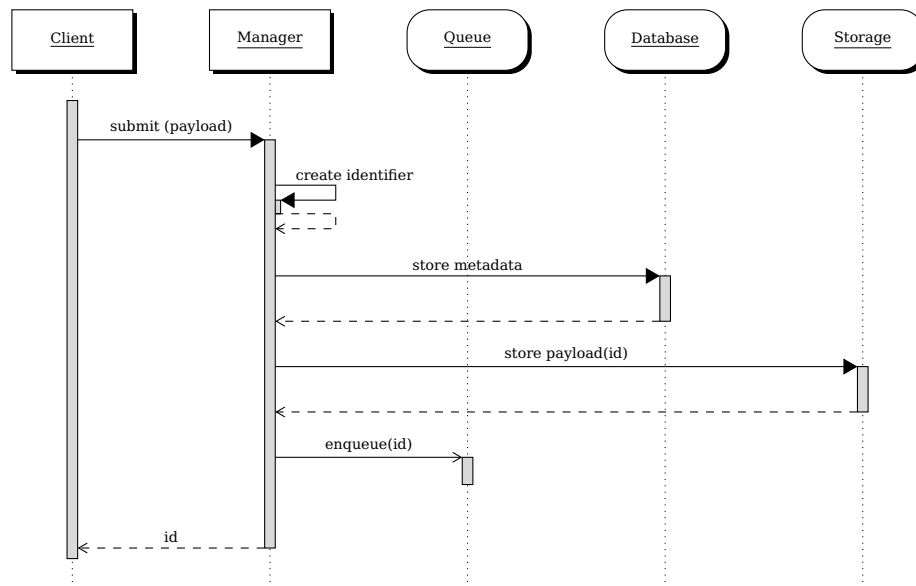 Client
Manager
Queue
Database
Storage
submit (payload)
create identifier
store metadata
store payload(id)
enqueue(id)
id